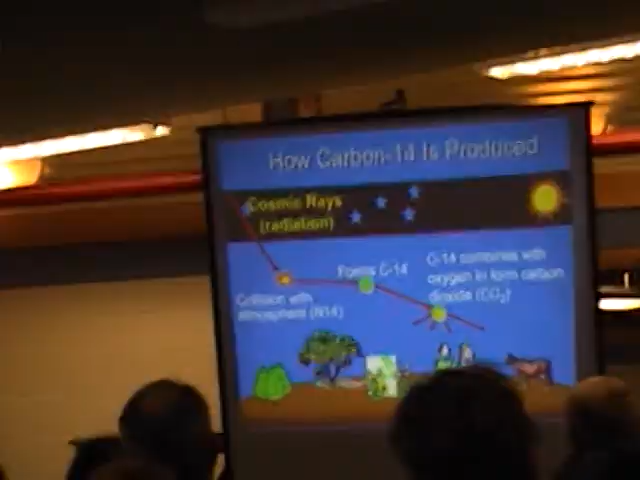 How Carbon-14 Is Produced
Cosmic Rays
(radiation)
Forms C-14
C-14 combines with
oxygen to form carbon
dioxide (CO2)
Collision with
atmosphere (N14)